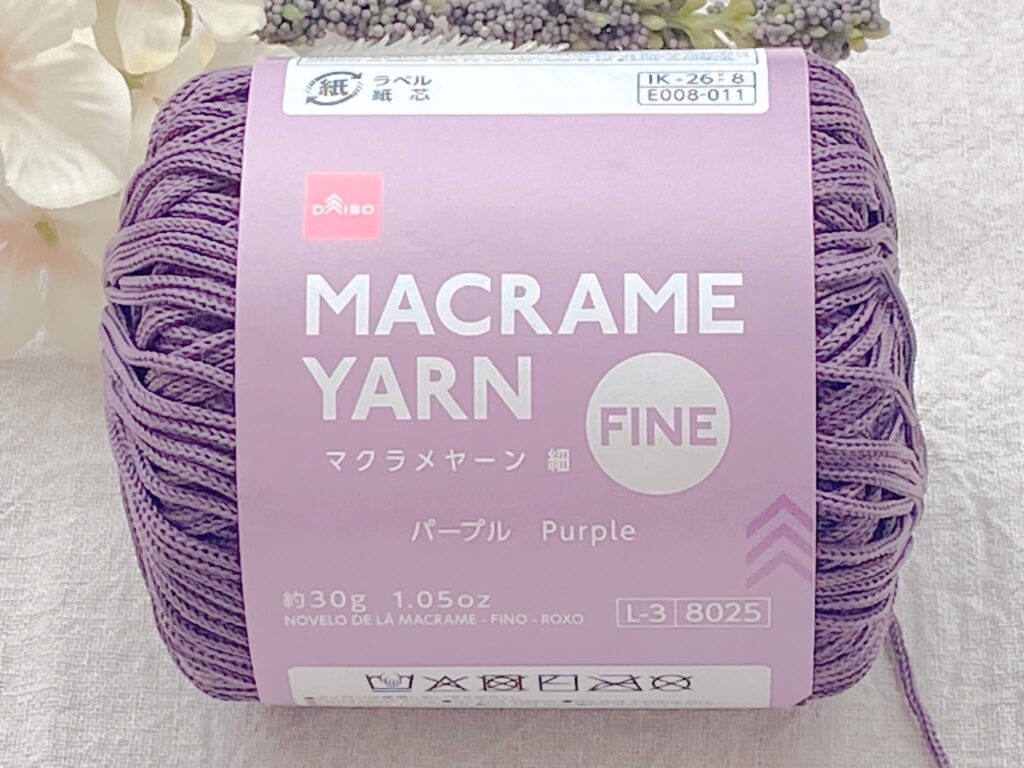 紙 ラベル
紙 芯
IK-26 8
E008-011
DAISO
MACRAME
YARN
FINE
マクラメヤーン 細
パープル Purple
約30g 1.05oz
NOVELO DE LÃ MACRAME - FINO - ROXO
L-3 8025